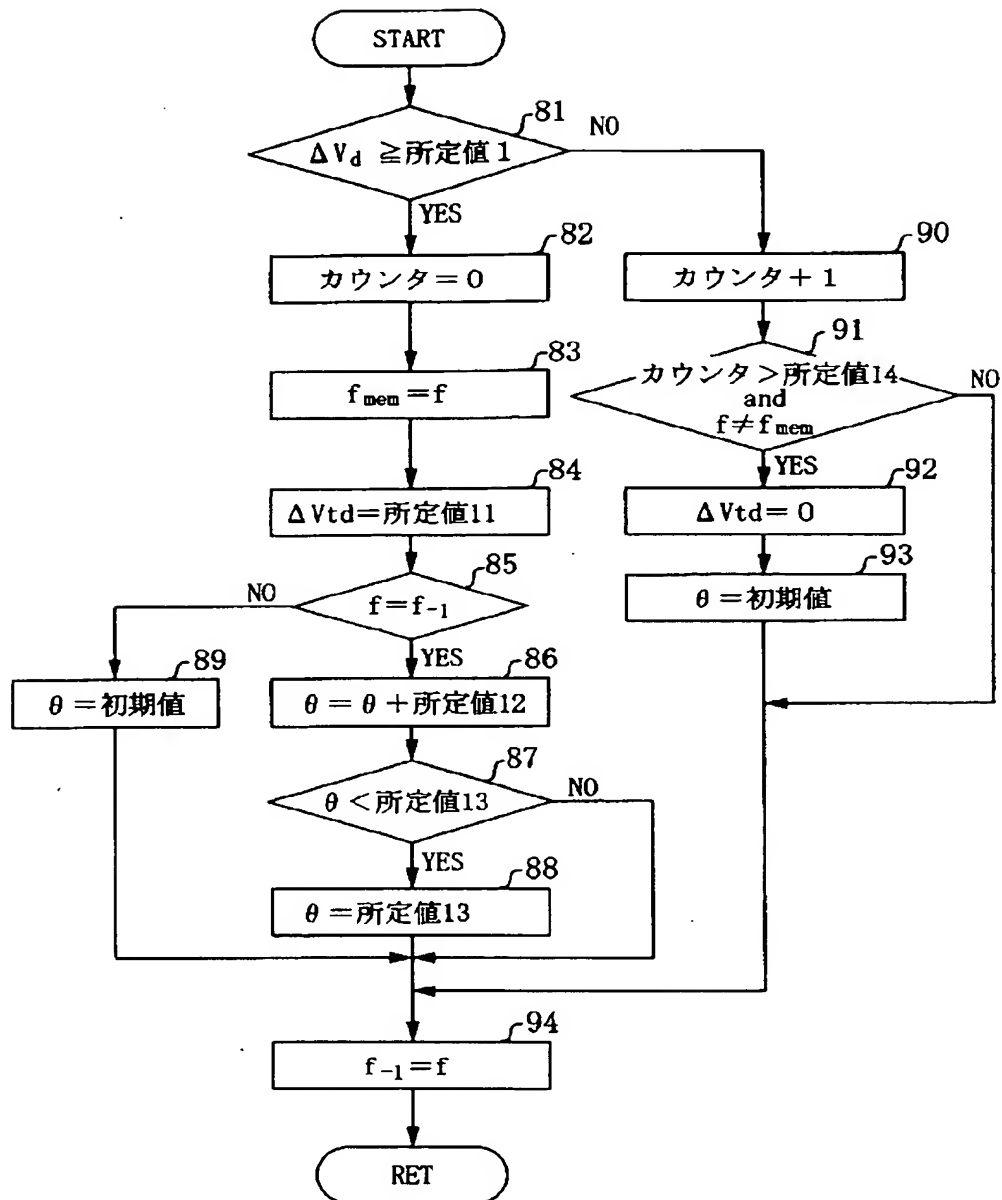 START
81
ΔVd ≧所定値1
NO
YES
82
カウンタ=0
83
fmem=f
84
ΔVtd=所定値11
85
f=f-1
NO
YES
89
θ=初期値
86
θ=θ+所定値12
87
θ<所定値13
NO
YES
88
θ=所定値13
90
カウンタ+1
91
カウンタ>所定値14
and
f≠fmem
NO
YES
92
ΔVtd=0
93
θ=初期値
94
f-1=f
RET